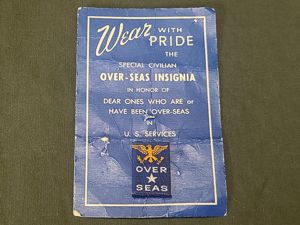 Wear WITH
PRIDE
THE
SPECIAL CIVILIAN
OVER-SEAS INSIGNIA
IN HONOR OF
DEAR ONES WHO ARE or
HAVE BEEN OVER-SEAS
IN
U. S. SERVICES
OVER
SEAS